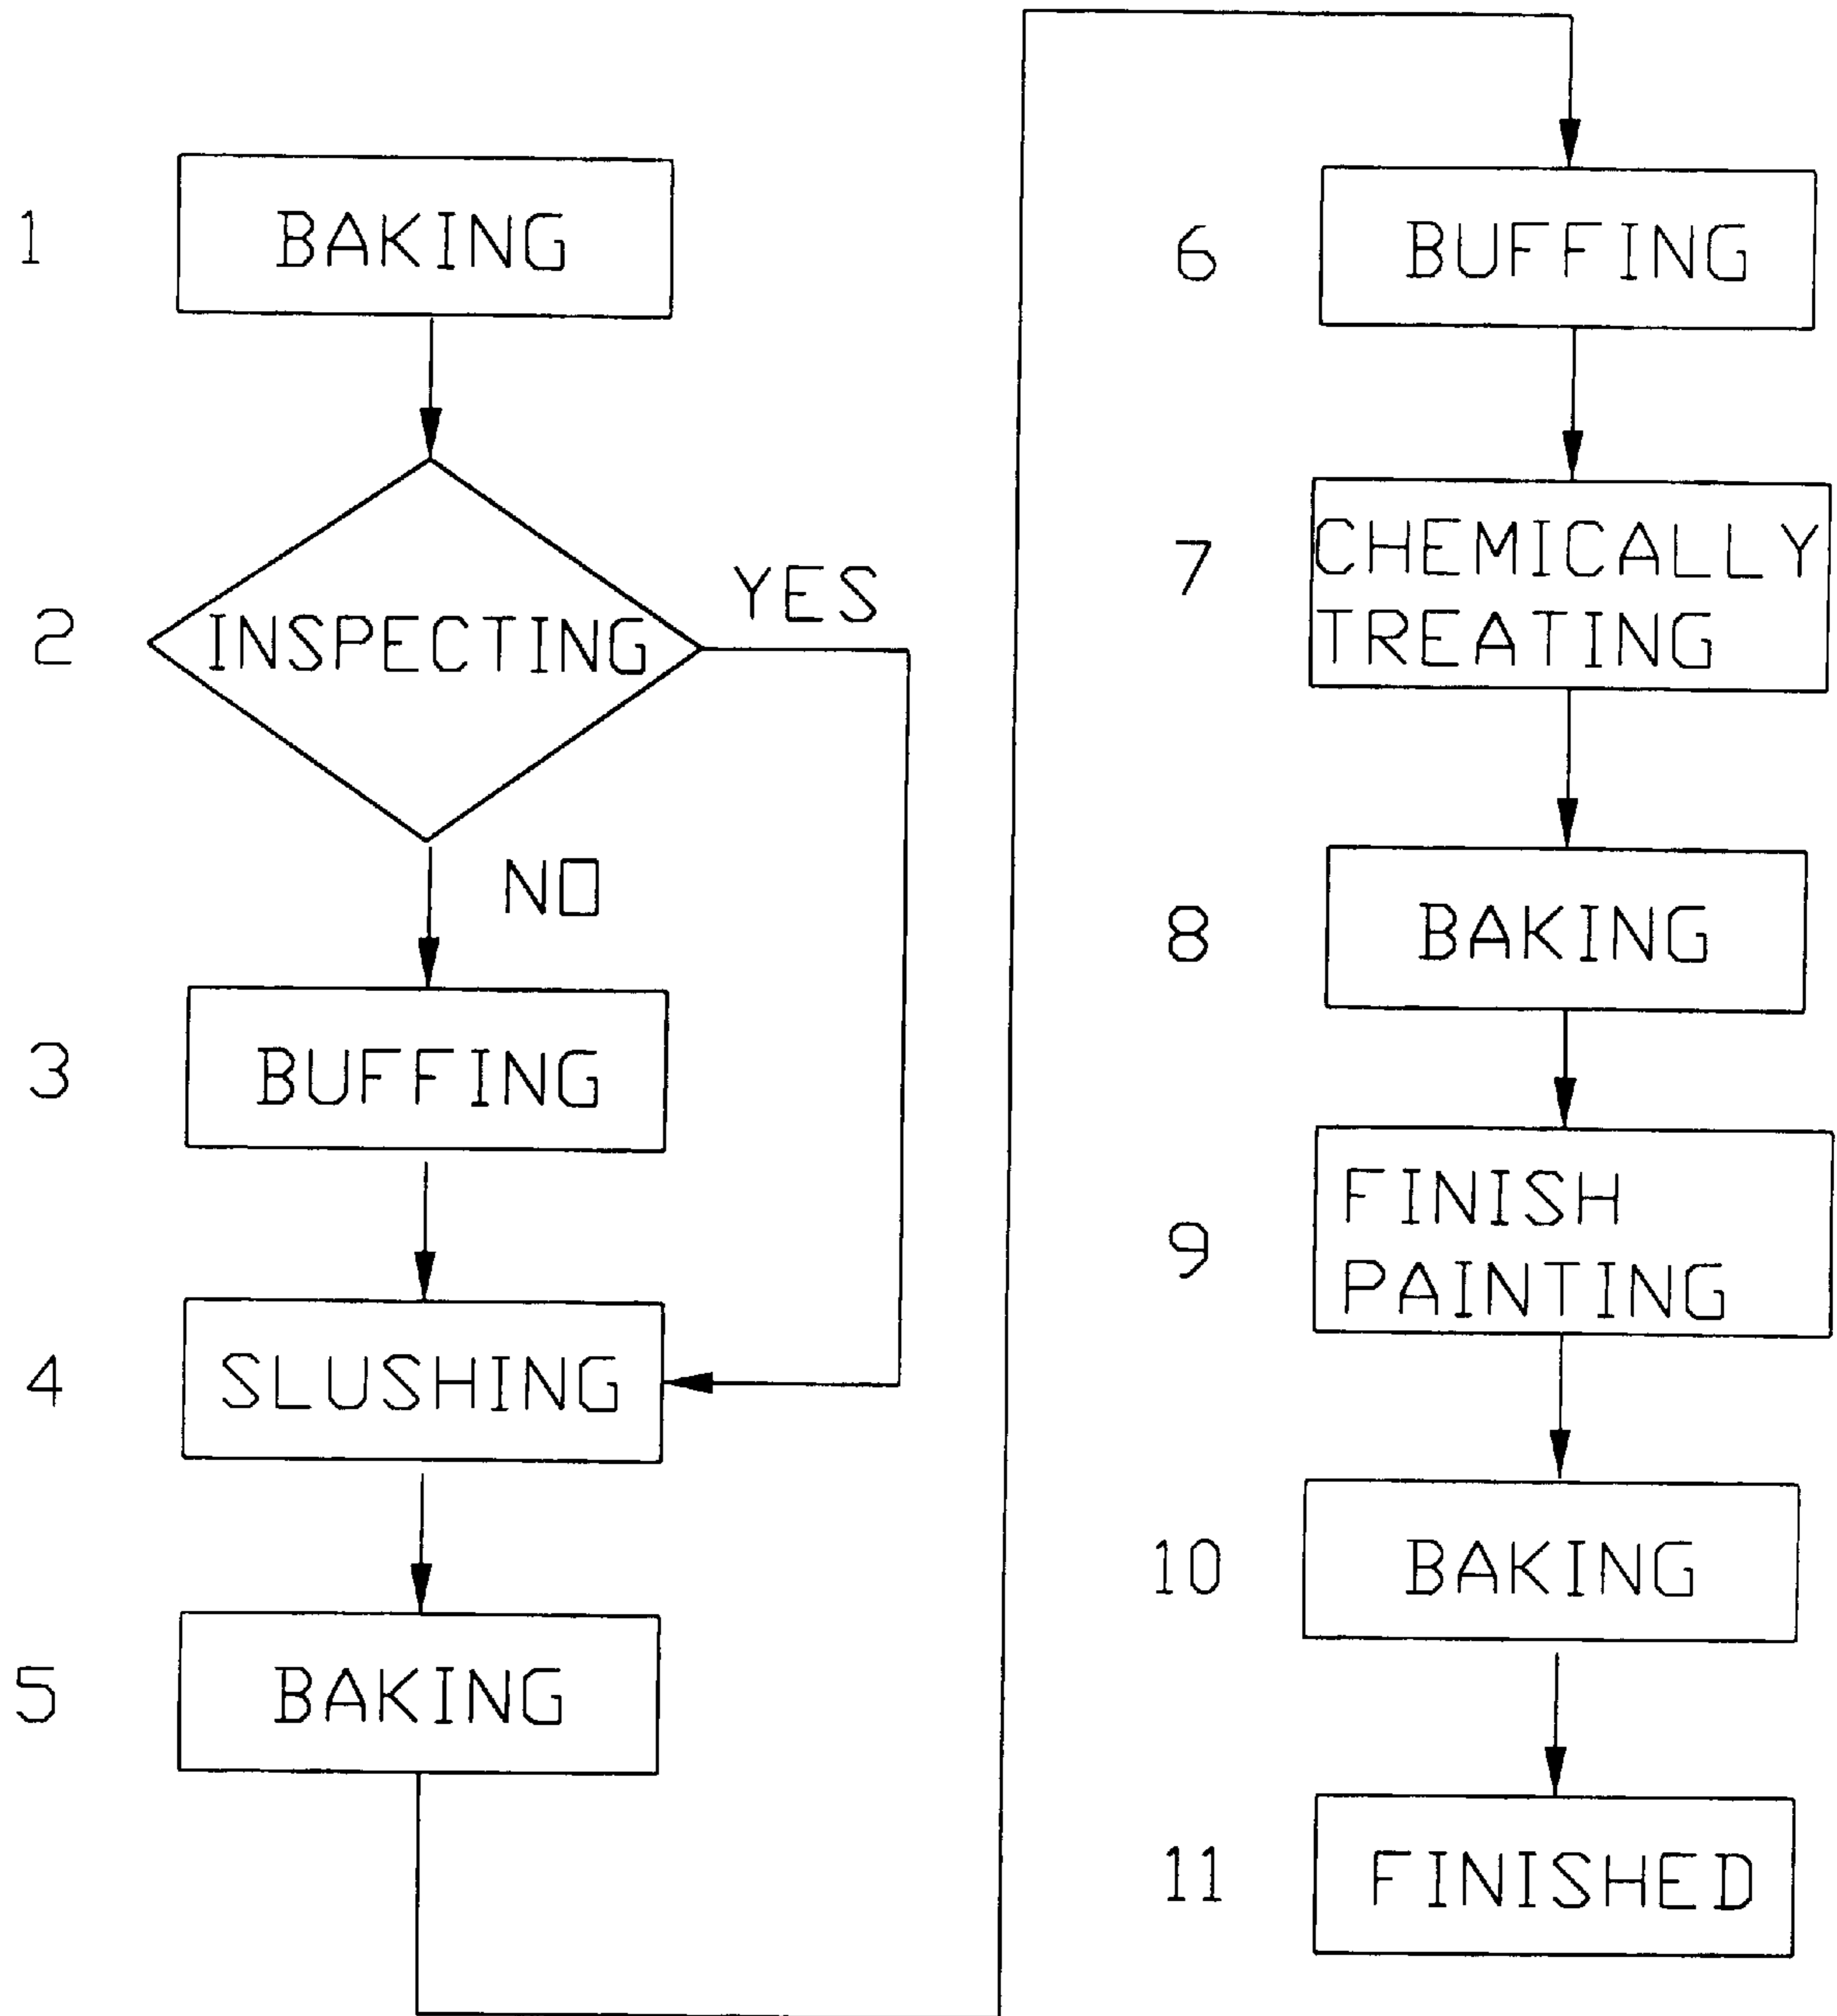 1
BAKING
2
INSPECTING
YES
NO
3
BUFFING
4
SLUSHING
5
BAKING
6
BUFFING
7
CHEMICALLY
TREATING
8
BAKING
9
FINISH
PAINTING
10
BAKING
11
FINISHED